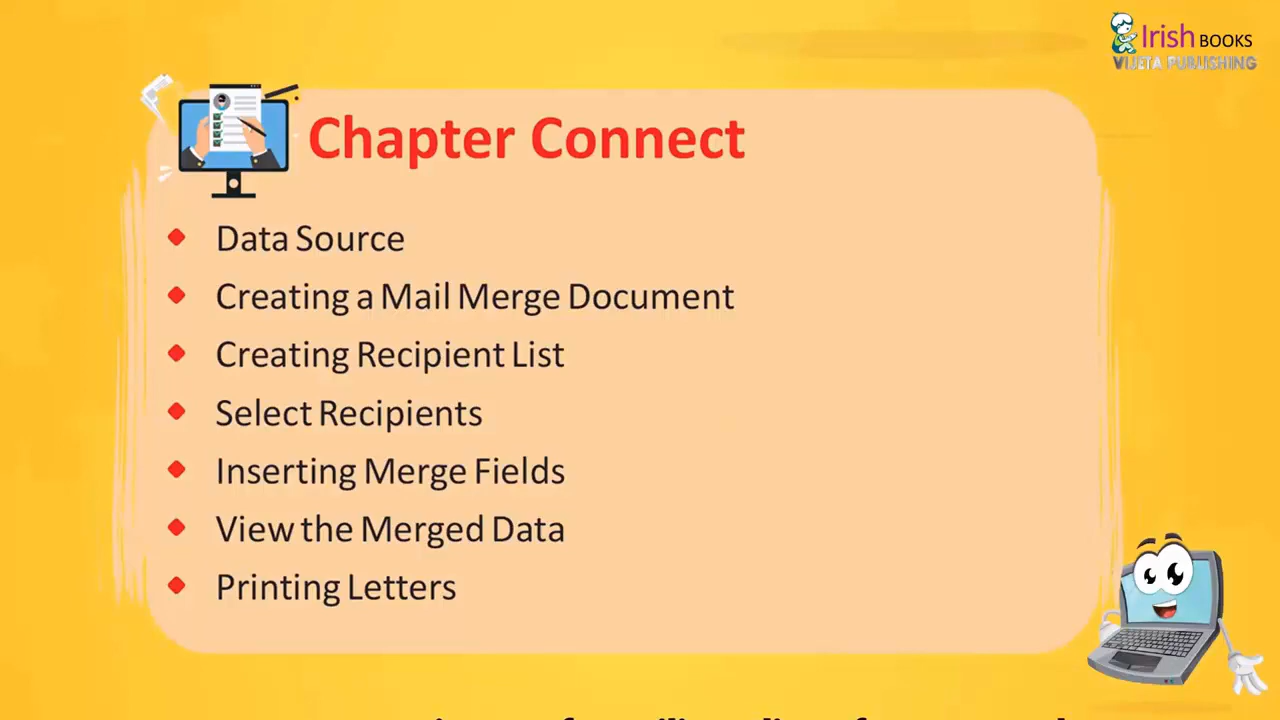 Irish BOOKS
VIJETA PUBLISHING
Chapter Connect
Data Source
Creating a Mail Merge Document
Creating Recipient List
Select Recipients
Inserting Merge Fields
View the Merged Data
Printing Letters